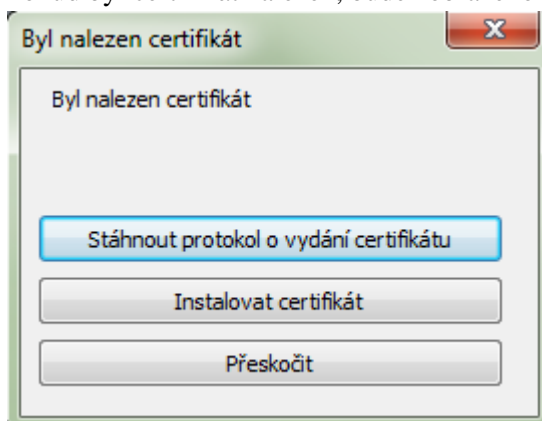 Byl nalezen certifikát
Byl nalezen certifikát
Stáhnout protokol o vydání certifikátu
Instalovat certifikát
Přeskočit